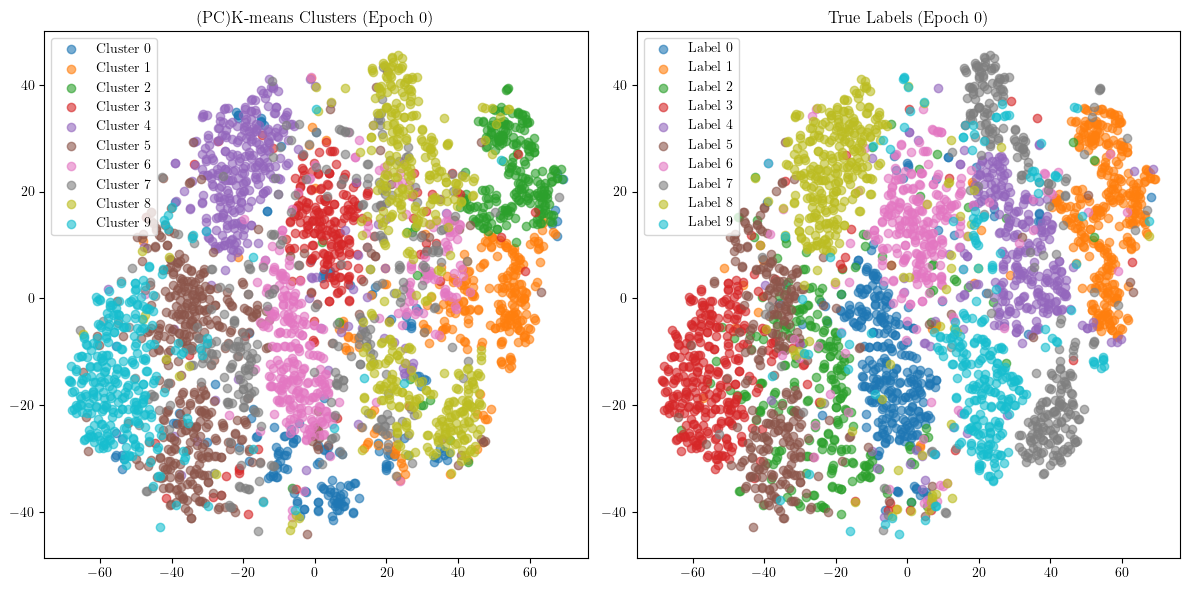 (PC)K-means Clusters (Epoch 0)
Cluster 0
Cluster 1
Cluster 2
Cluster 3
Cluster 4
Cluster 5
Cluster 6
Cluster 7
Cluster 8
Cluster 9
40
20
0
−20
−40
−60
−40
−20
0
20
40
60
True Labels (Epoch 0)
Label 0
Label 1
Label 2
Label 3
Label 4
Label 5
Label 6
Label 7
Label 8
Label 9
40
20
0
−20
−40
−60
−40
−20
0
20
40
60